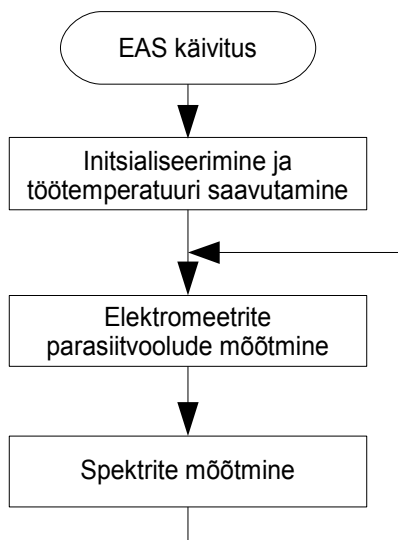 EAS käivitus
Initsialiseerimine ja
töötemperatuuri saavutamine
Elektromeetrite
parasiitvoolude mõõtmine
Spektrite mõõtmine